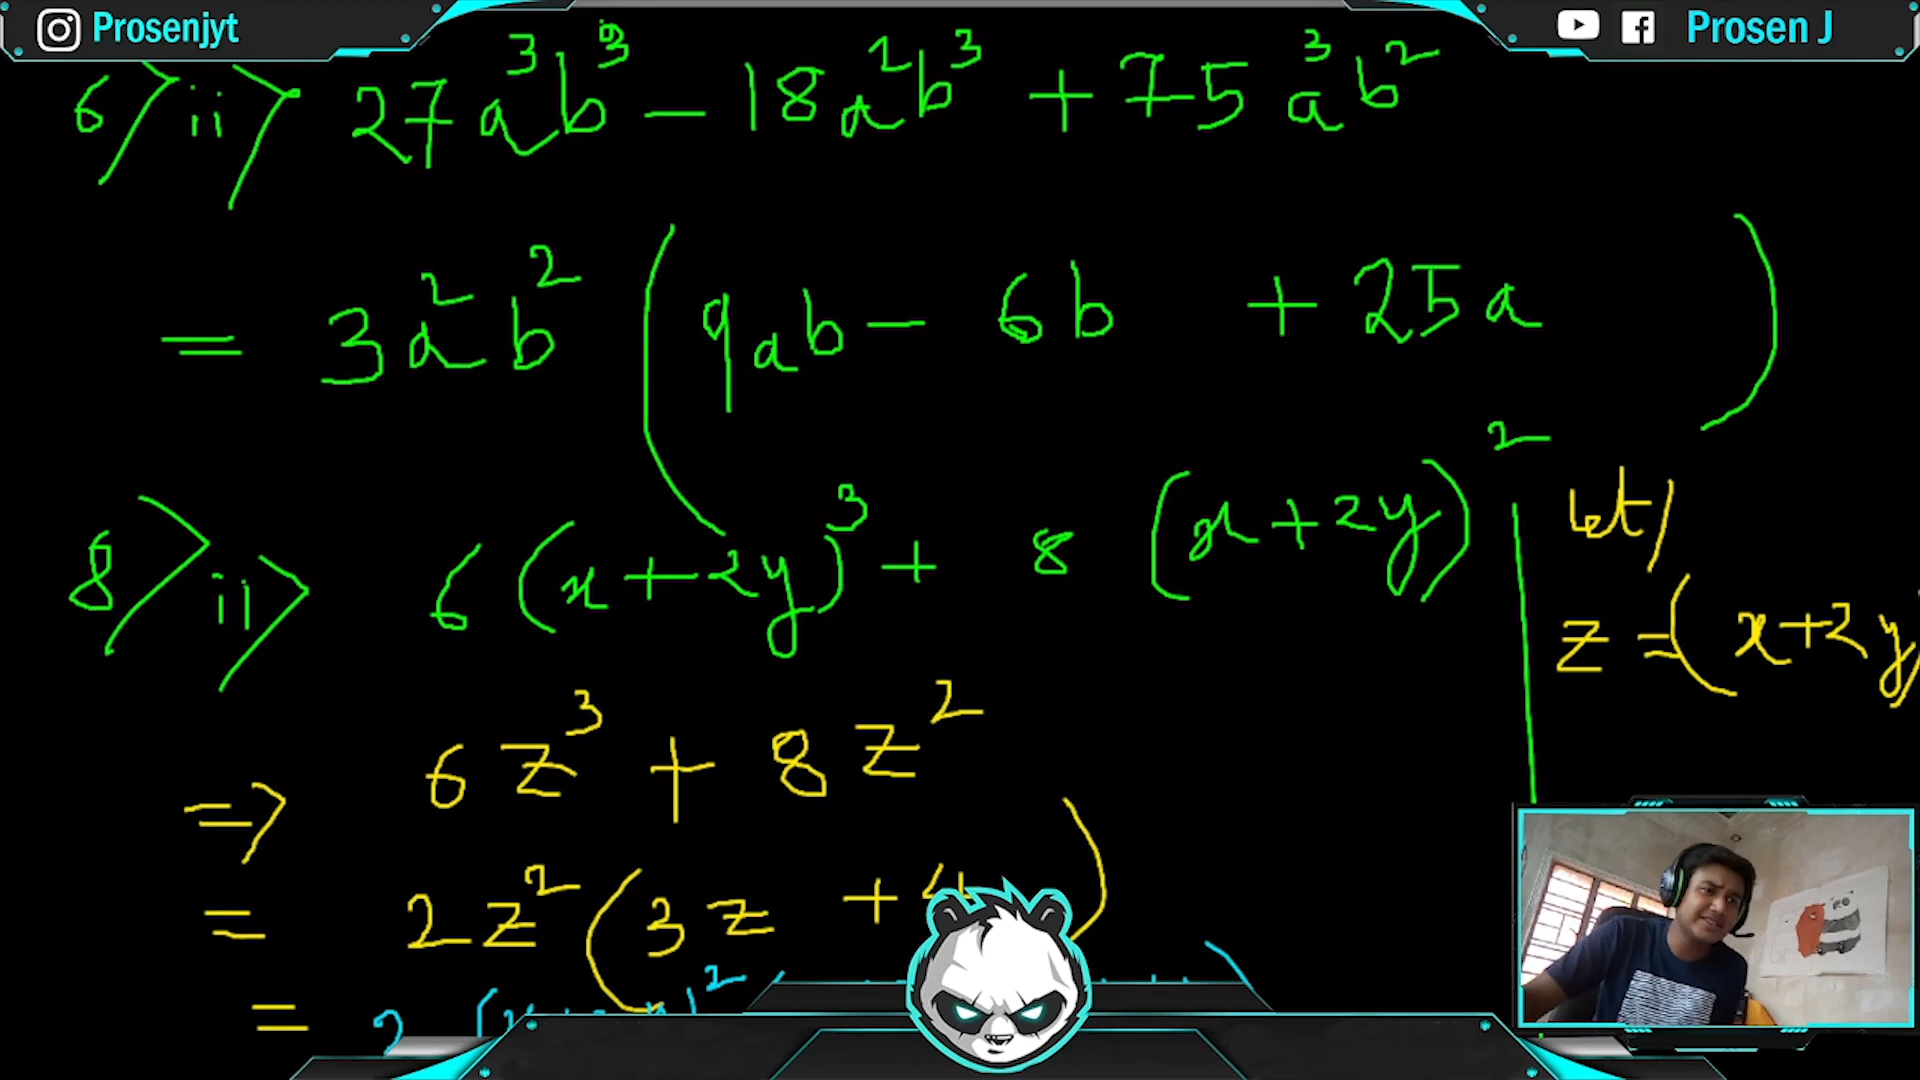 Prosenjyt
Prosen J
6> ii> 27a³b³ - 18a²b³ + 75a³b²
= 3a²b² (9ab - 6b + 25a)
8> ii> 6(x+2y)³ + 8(x+2y)²
let/
z = (x+2y)
=> 6z³ + 8z²
= 2z² (3z + 4)
= 2